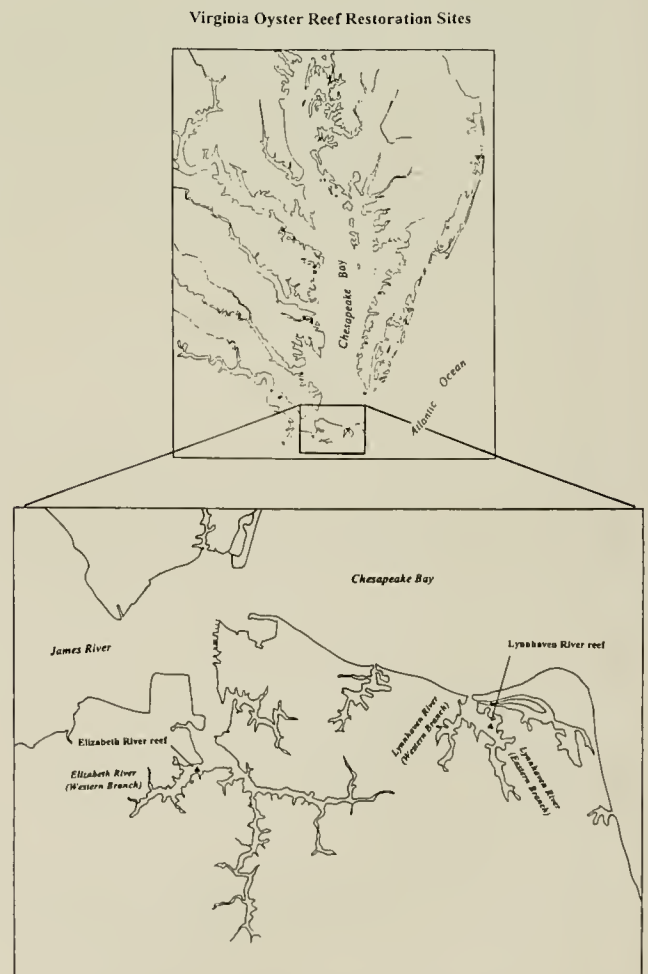 Virginia Oyster Reef Restoration Sites
Chesapeake Bay
Atlantic Ocean
Chesapeake Bay
James River
Lynnhaven River reef
Lynnhaven River
(Western Branch)
Elizabeth River reef
Lynnhaven River
(Eastern Branch)
Elizabeth River
(Western Branch)